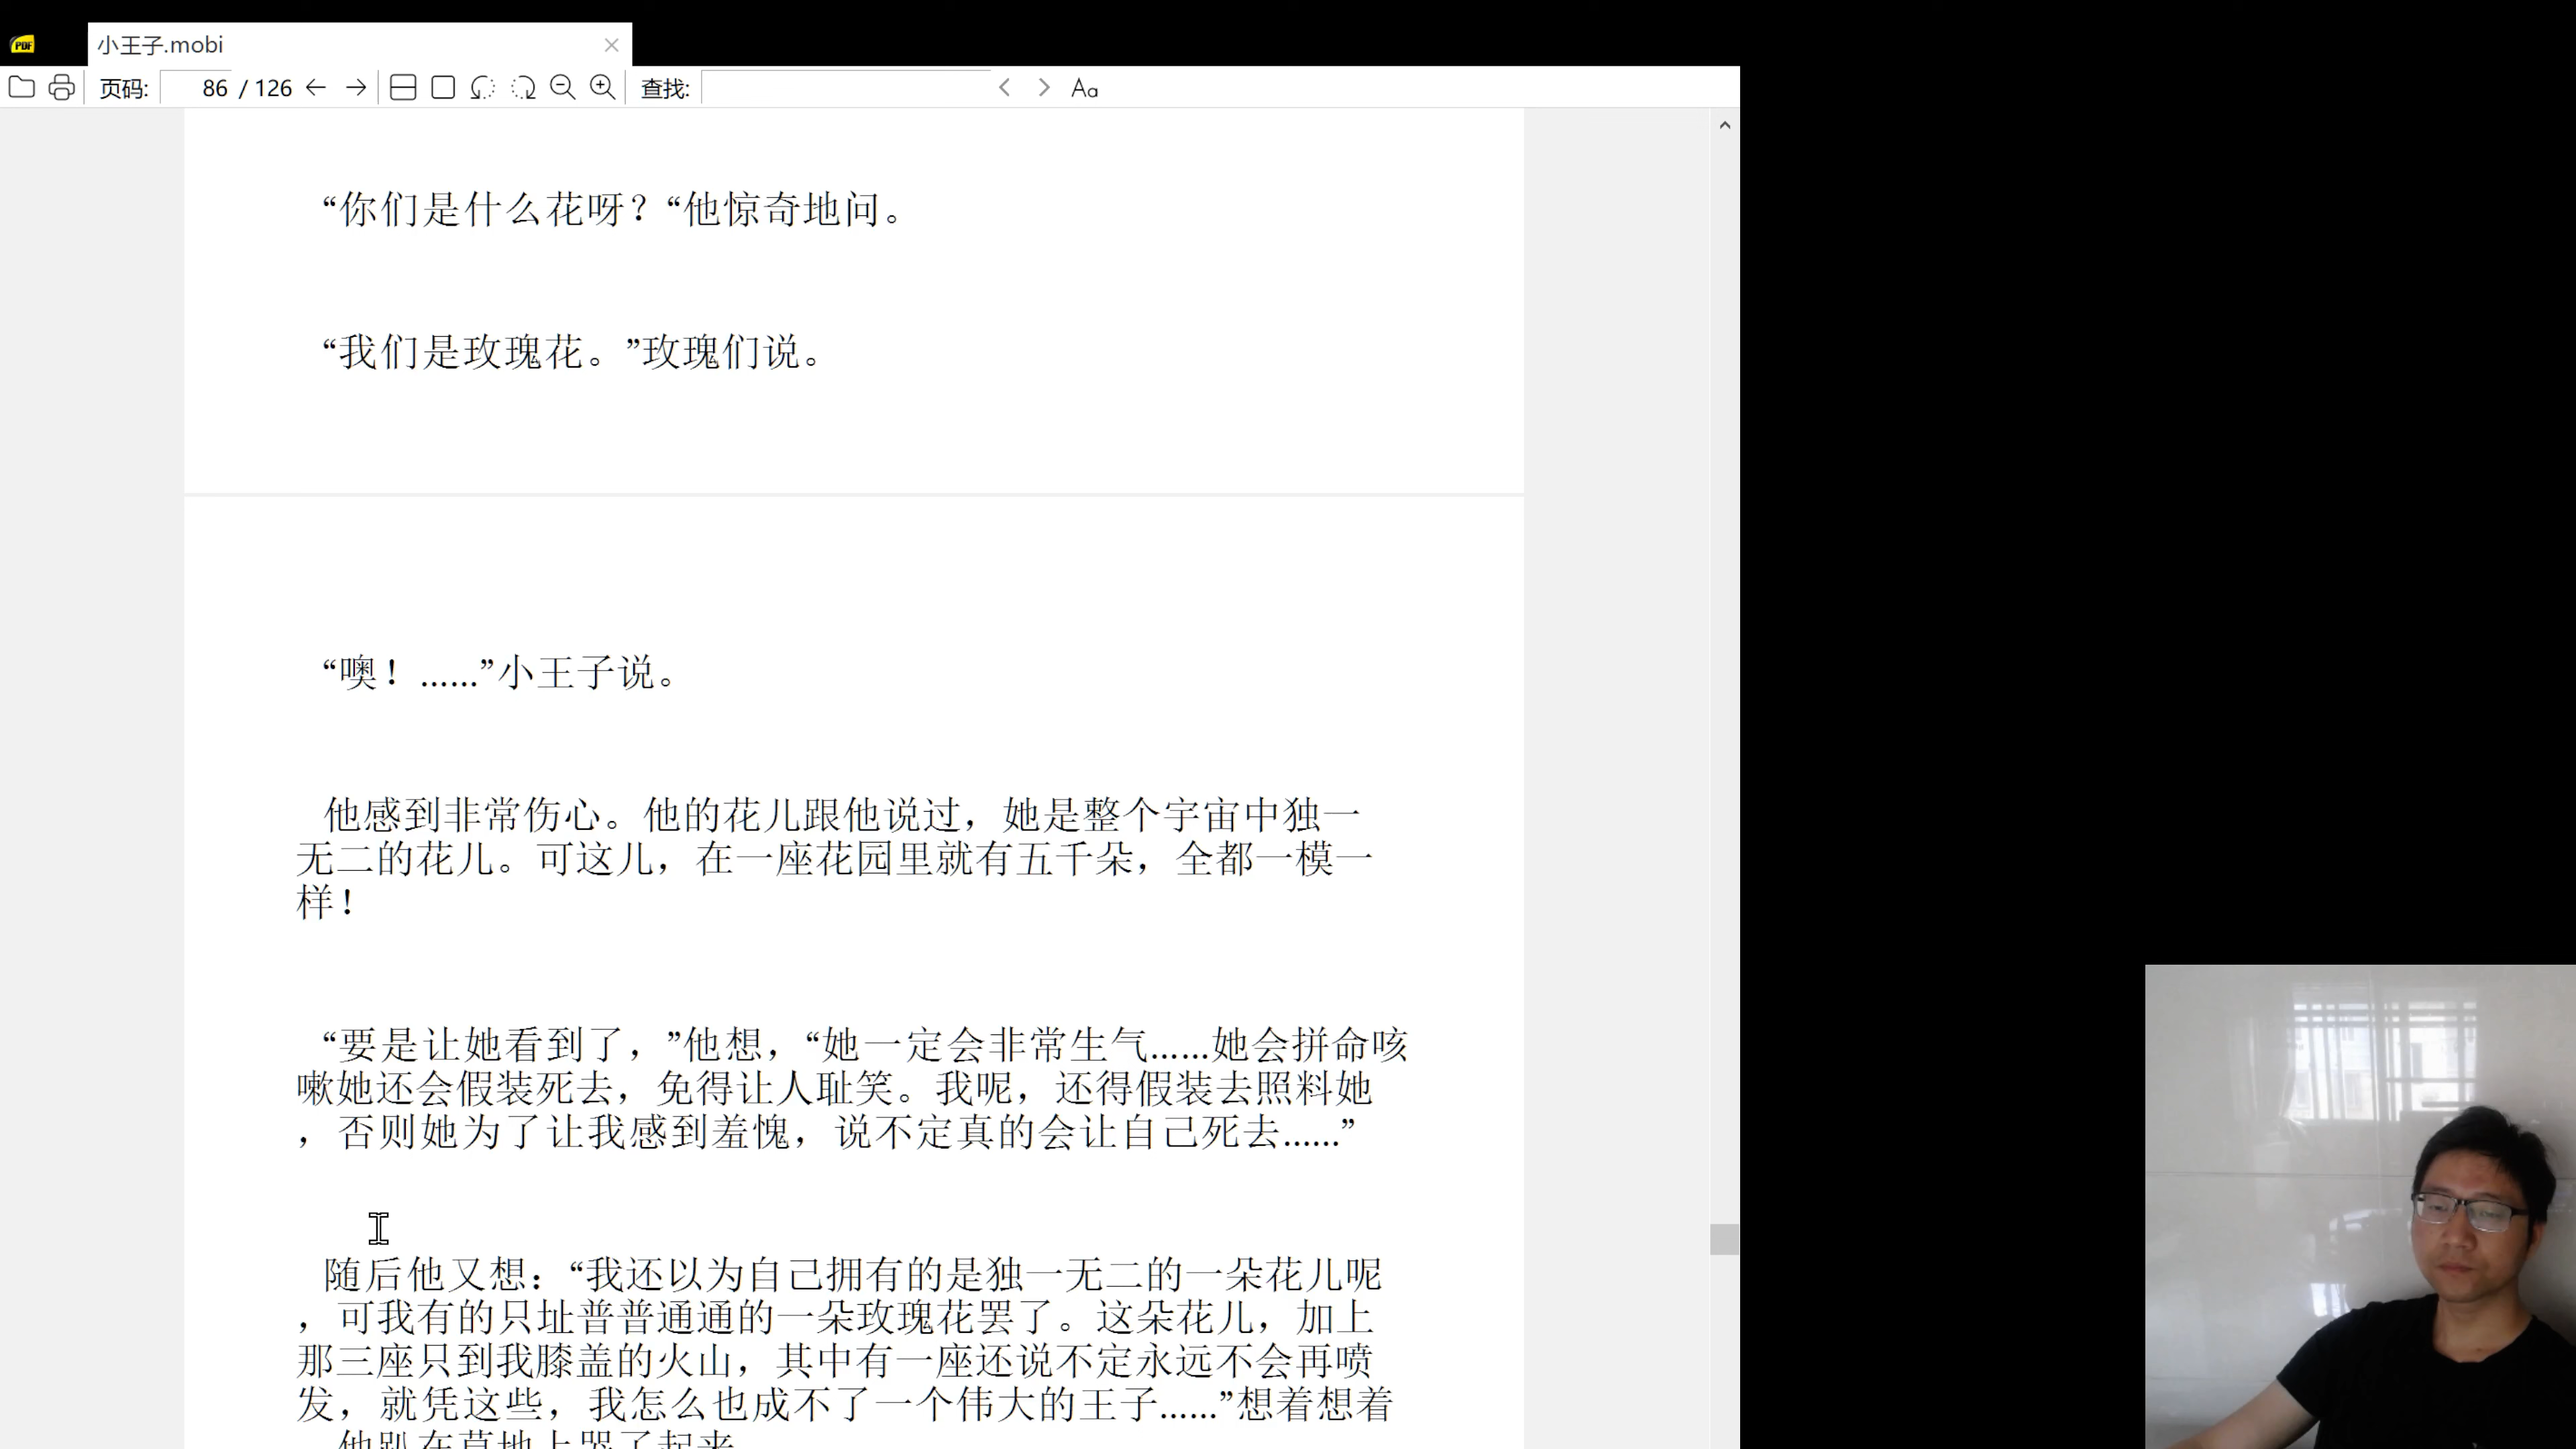 PDF
小王子.mobi
页码: 86 / 126 查找: Aa
“你们是什么花呀？“他惊奇地问。
“我们是玫瑰花。”玫瑰们说。
“噢！……”小王子说。
他感到非常伤心。他的花儿跟他说过，她是整个宇宙中独一
无二的花儿。可这儿，在一座花园里就有五千朵，全都一模一
样！
“要是让她看到了，”他想，“她一定会非常生气……她会拼命咳
嗽她还会假装死去，免得让人耻笑。我呢，还得假装去照料她
，否则她为了让我感到羞愧，说不定真的会让自己死去……”
随后他又想：“我还以为自己拥有的是独一无二的一朵花儿呢
，可我有的只址普普通通的一朵玫瑰花罢了。这朵花儿，加上
那三座只到我膝盖的火山，其中有一座还说不定永远不会再喷
发，就凭这些，我怎么也成不了一个伟大的王子……”想着想着
他趴在草地上哭了起来